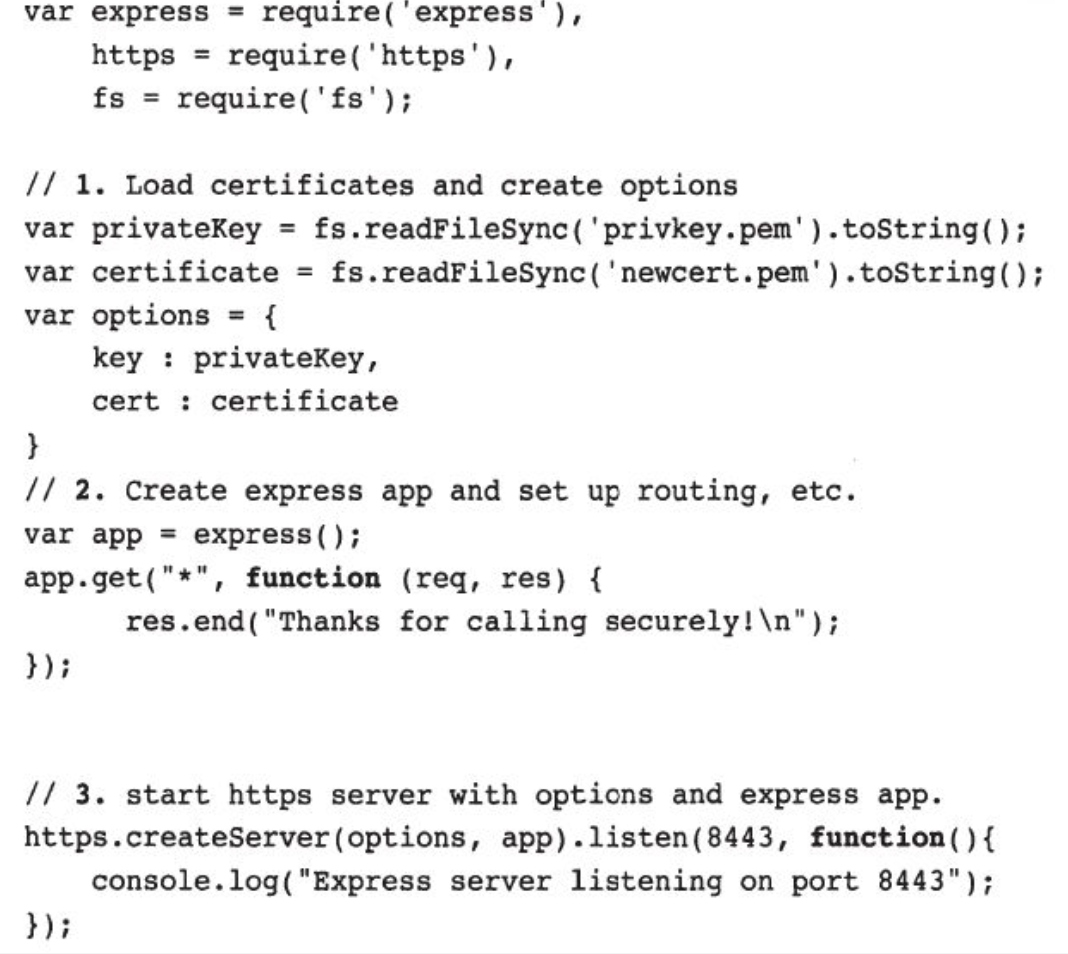 var express = require('express'),
    https = require('https'),
    fs = require('fs');

// 1. Load certificates and create options
var privateKey = fs.readFileSync('privkey.pem').toString();
var certificate = fs.readFileSync('newcert.pem').toString();
var options = {
    key : privateKey,
    cert : certificate
}
// 2. Create express app and set up routing, etc.
var app = express();
app.get("*", function (req, res) {
      res.end("Thanks for calling securely!\n");
});

// 3. start https server with options and express app.
https.createServer(options, app).listen(8443, function(){
    console.log("Express server listening on port 8443");
});